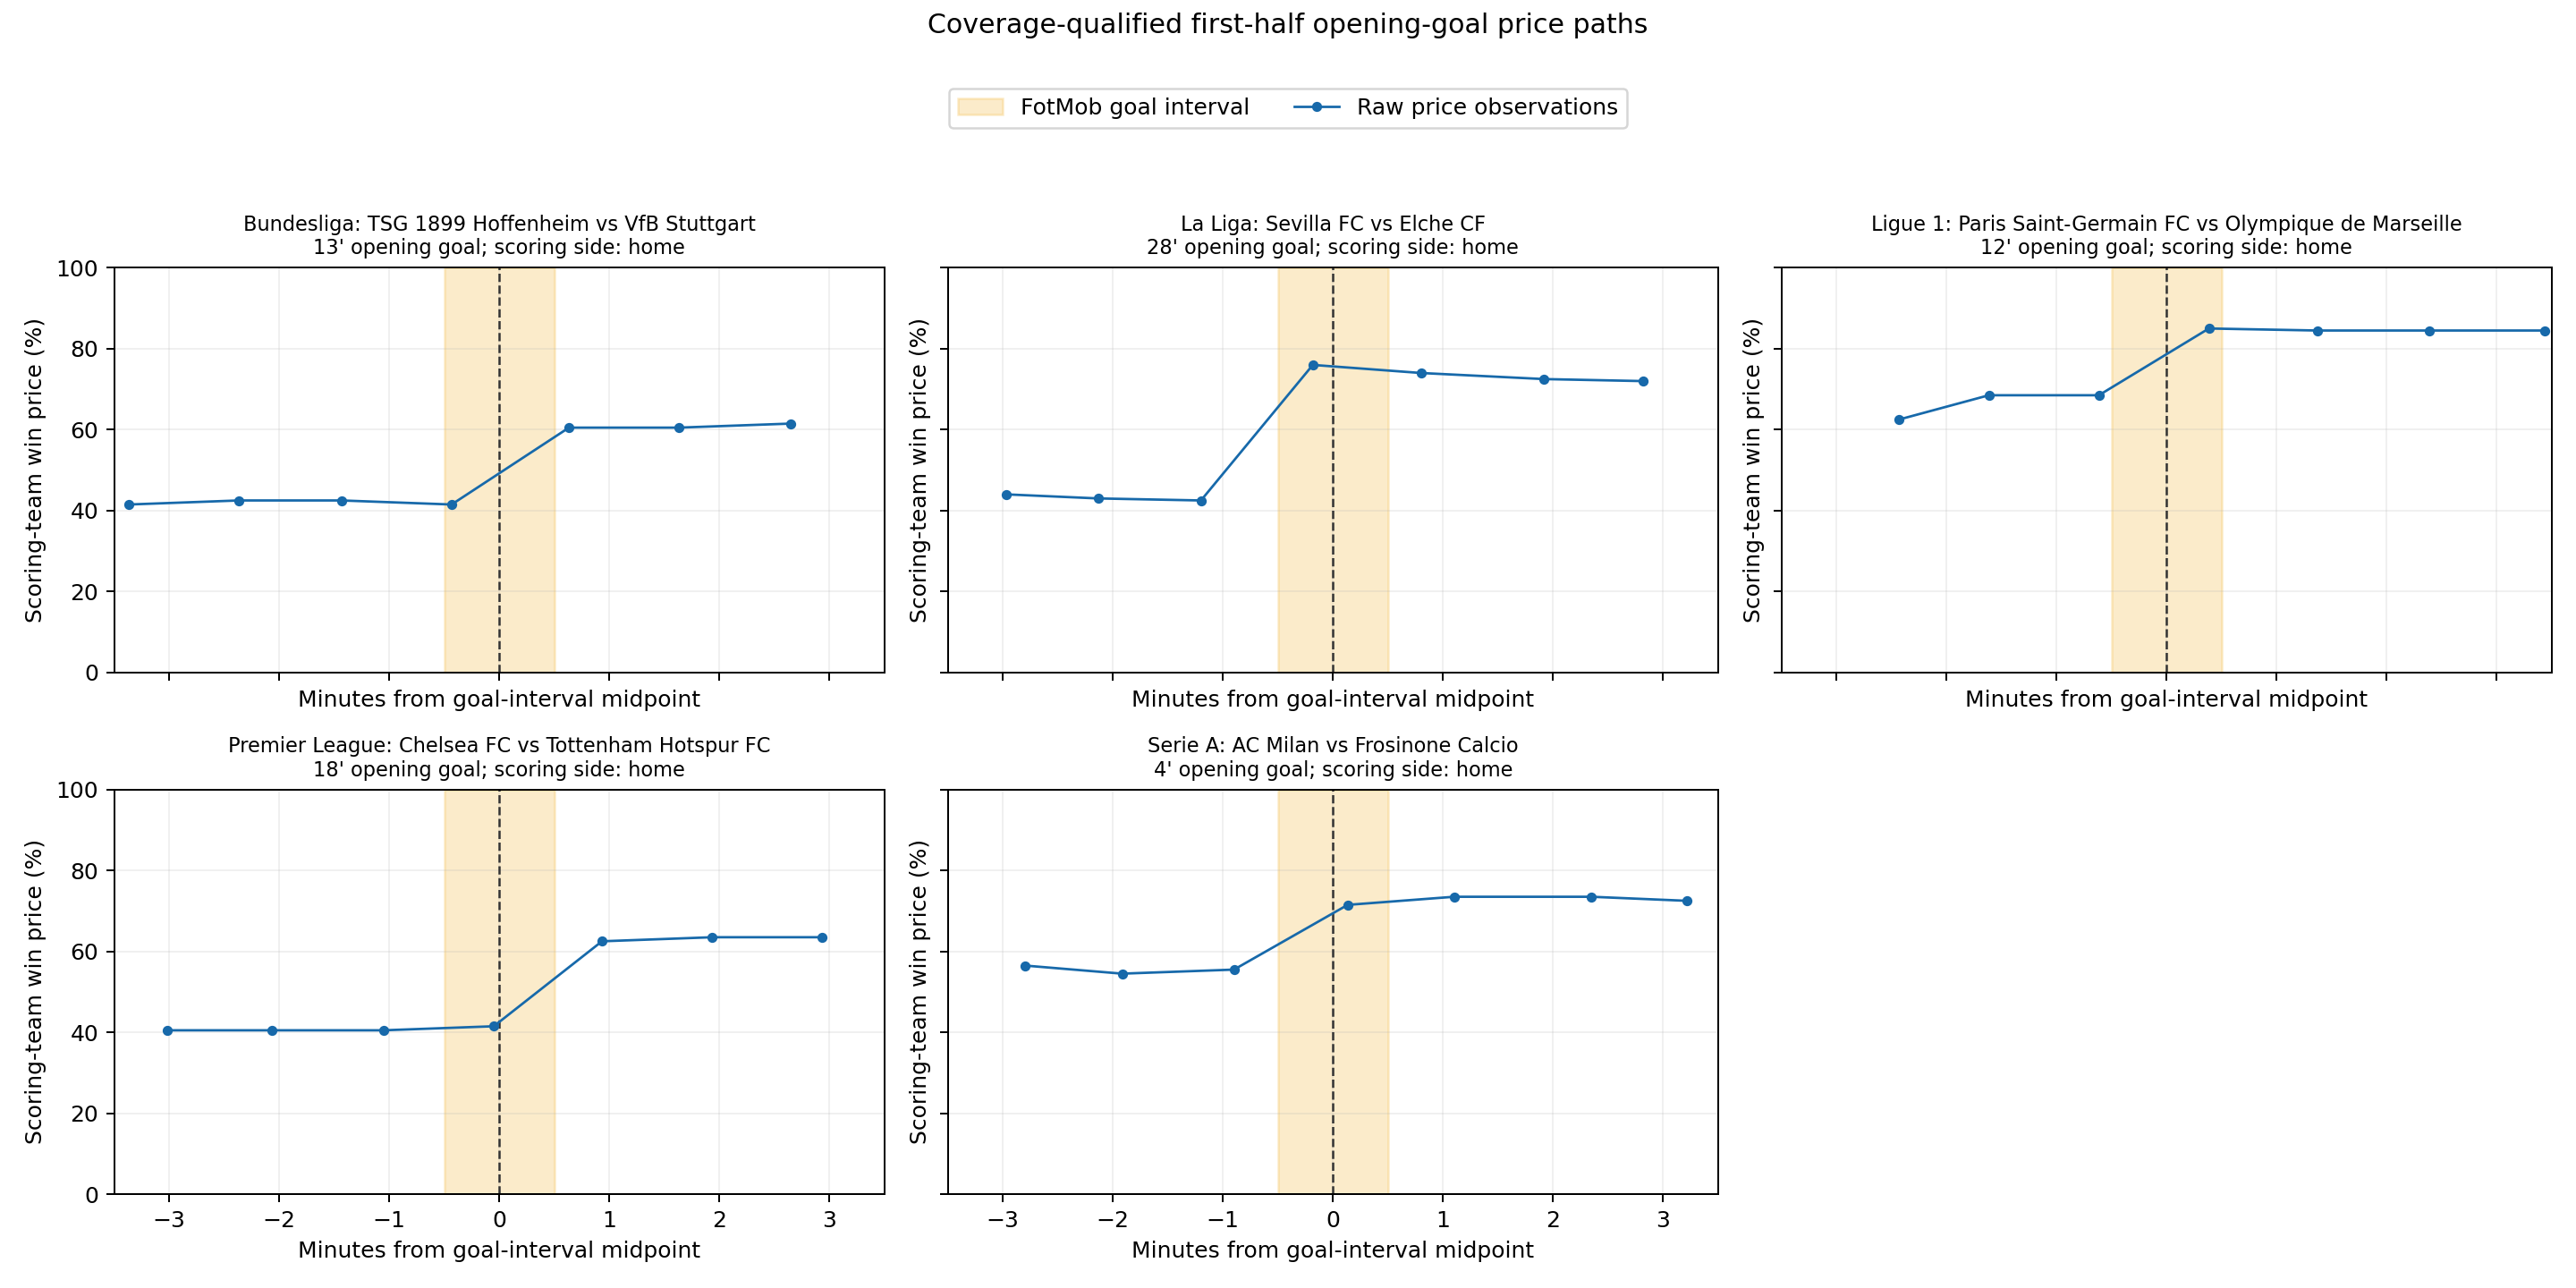 Coverage-qualified first-half opening-goal price paths
FotMob goal interval
Raw price observations
Bundesliga: TSG 1899 Hoffenheim vs VfB Stuttgart
13' opening goal; scoring side: home
Scoring-team win price (%)
100
80
60
40
20
0
Minutes from goal-interval midpoint
La Liga: Sevilla FC vs Elche CF
28' opening goal; scoring side: home
Scoring-team win price (%)
Minutes from goal-interval midpoint
Ligue 1: Paris Saint-Germain FC vs Olympique de Marseille
12' opening goal; scoring side: home
Scoring-team win price (%)
Minutes from goal-interval midpoint
Premier League: Chelsea FC vs Tottenham Hotspur FC
18' opening goal; scoring side: home
Scoring-team win price (%)
100
80
60
40
20
0
−3 −2 −1 0 1 2 3
Minutes from goal-interval midpoint
Serie A: AC Milan vs Frosinone Calcio
4' opening goal; scoring side: home
Scoring-team win price (%)
−3 −2 −1 0 1 2 3
Minutes from goal-interval midpoint